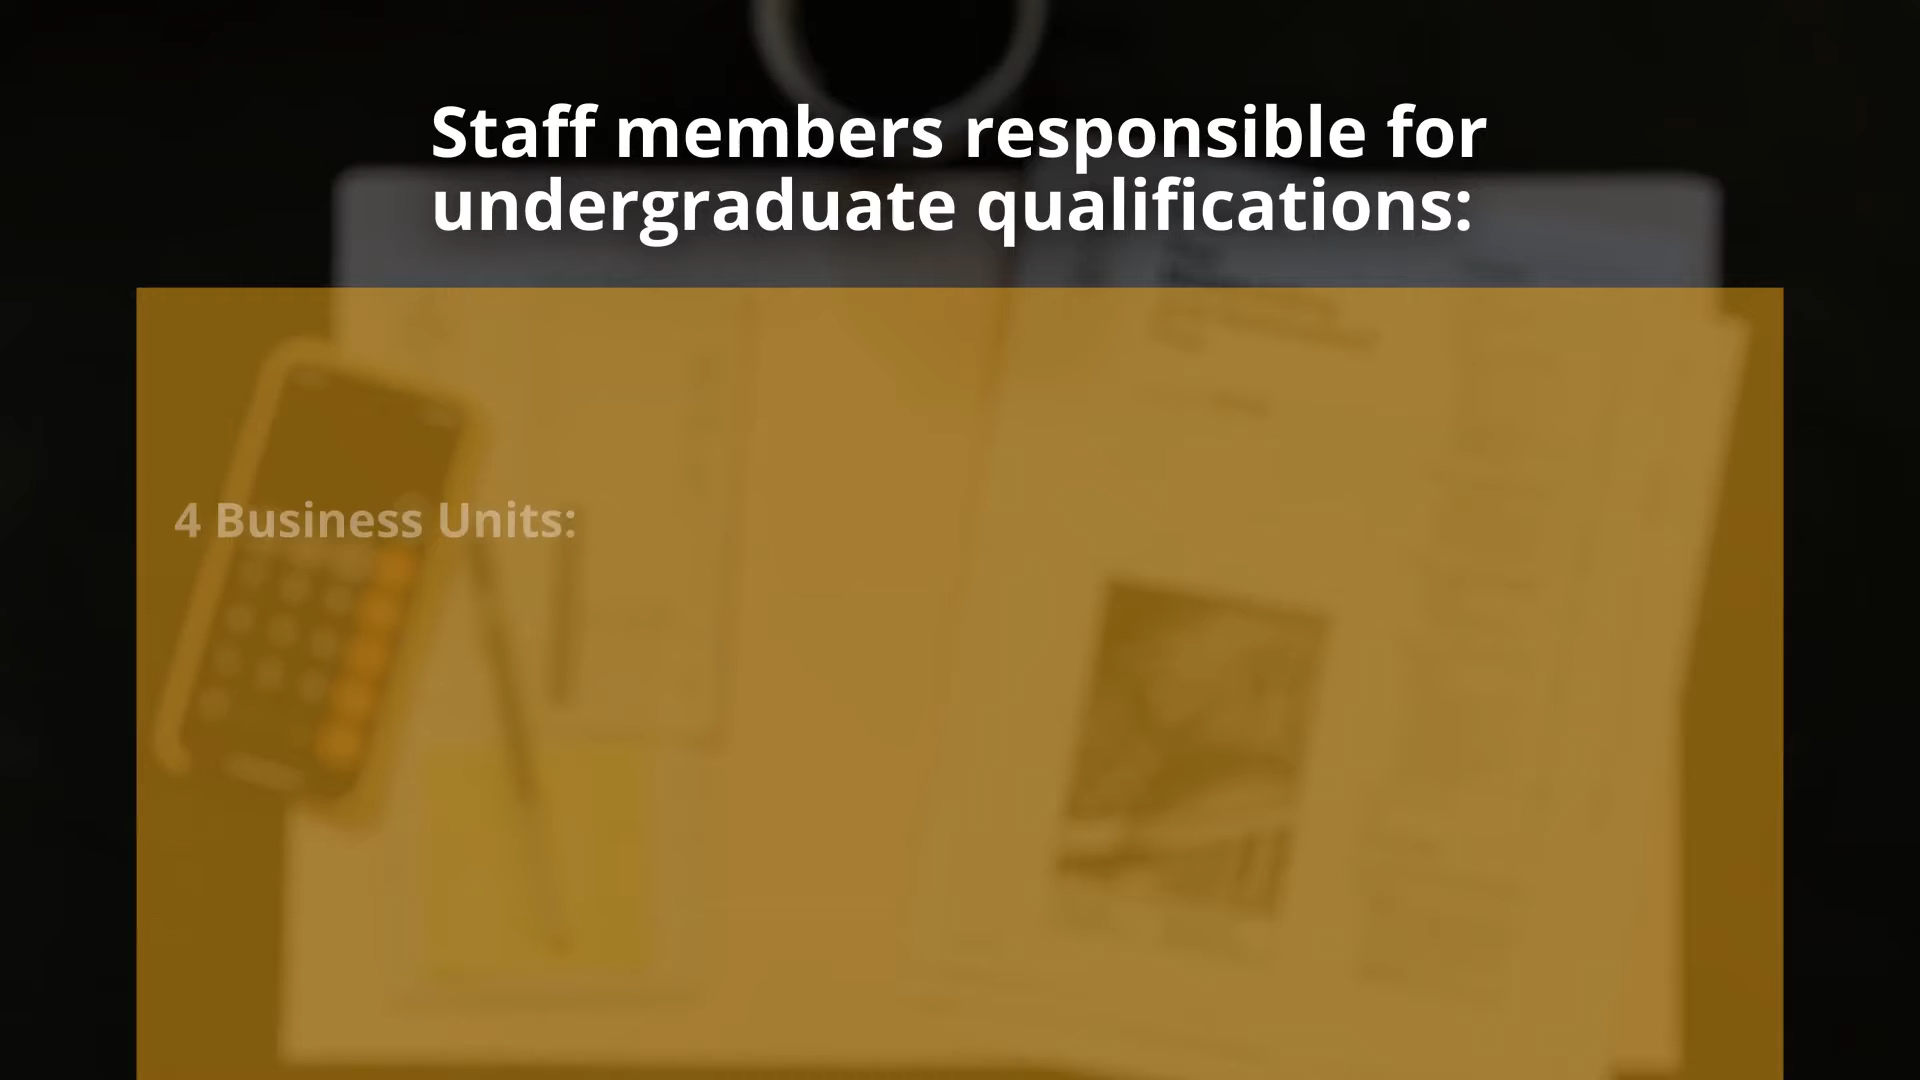 Staff members responsible for
undergraduate qualifications:
4 Business Units: